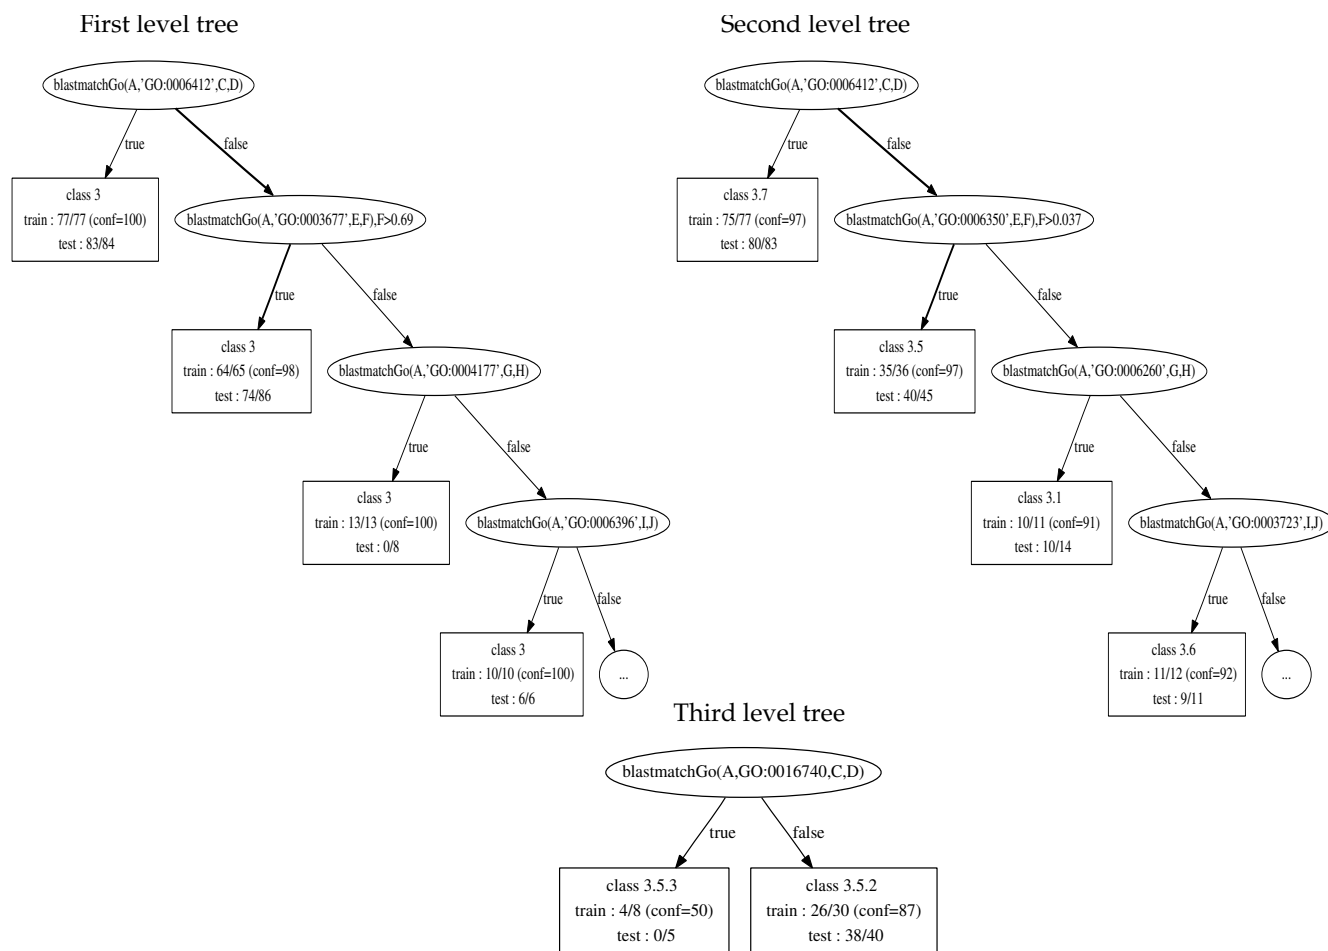 First level tree
blastmatchGo(A,'GO:0006412',C,D)
true
false
class 3
train : 77/77 (conf=100)
test : 83/84
blastmatchGo(A,'GO:0003677',E,F),F>0.69
true
false
class 3
train : 64/65 (conf=98)
test : 74/86
blastmatchGo(A,'GO:0004177',G,H)
true
false
class 3
train : 13/13 (conf=100)
test : 0/8
blastmatchGo(A,'GO:0006396',I,J)
true
false
class 3
train : 10/10 (conf=100)
test : 6/6
...
Second level tree
blastmatchGo(A,'GO:0006412',C,D)
true
false
class 3.7
train : 75/77 (conf=97)
test : 80/83
blastmatchGo(A,'GO:0006350',E,F),F>0.037
true
false
class 3.5
train : 35/36 (conf=97)
test : 40/45
blastmatchGo(A,'GO:0006260',G,H)
true
false
class 3.1
train : 10/11 (conf=91)
test : 10/14
blastmatchGo(A,'GO:0003723',I,J)
true
false
class 3.6
train : 11/12 (conf=92)
test : 9/11
...
Third level tree
blastmatchGo(A,GO:0016740,C,D)
true
false
class 3.5.3
train : 4/8 (conf=50)
test : 0/5
class 3.5.2
train : 26/30 (conf=87)
test : 38/40